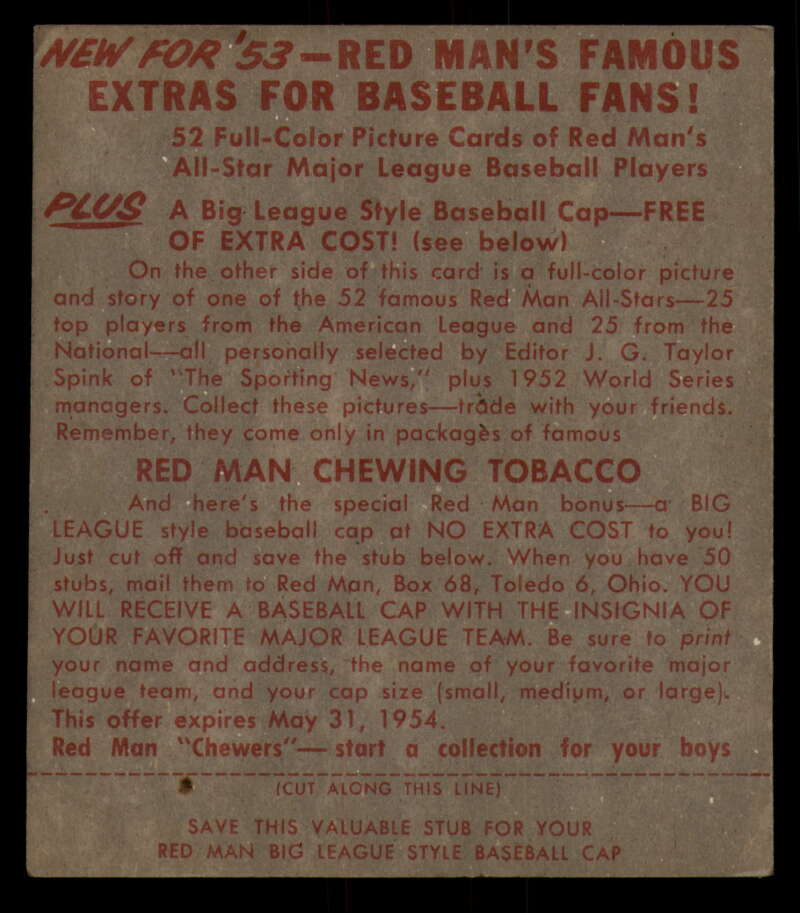 NEW FOR '53—RED MAN'S FAMOUS
EXTRAS FOR BASEBALL FANS!
52 Full-Color Picture Cards of Red Man's
All-Star Major League Baseball Players
PLUS A Big League Style Baseball Cap—FREE
OF EXTRA COST! (see below)
On the other side of this card is a full-color picture
and story of one of the 52 famous Red Man All-Stars—25
top players from the American League and 25 from the
National—all personally selected by Editor J. G. Taylor
Spink of "The Sporting News," plus 1952 World Series
managers. Collect these pictures—trade with your friends.
Remember, they come only in packages of famous
RED MAN CHEWING TOBACCO
And here's the special Red Man bonus—a BIG
LEAGUE style baseball cap at NO EXTRA COST to you!
Just cut off and save the stub below. When you have 50
stubs, mail them to Red Man, Box 68, Toledo 6, Ohio. YOU
WILL RECEIVE A BASEBALL CAP WITH THE INSIGNIA OF
YOUR FAVORITE MAJOR LEAGUE TEAM. Be sure to print
your name and address, the name of your favorite major
league team, and your cap size (small, medium, or large).
This offer expires May 31, 1954.
Red Man "Chewers"—start a collection for your boys
(CUT ALONG THIS LINE)
SAVE THIS VALUABLE STUB FOR YOUR
RED MAN BIG LEAGUE STYLE BASEBALL CAP